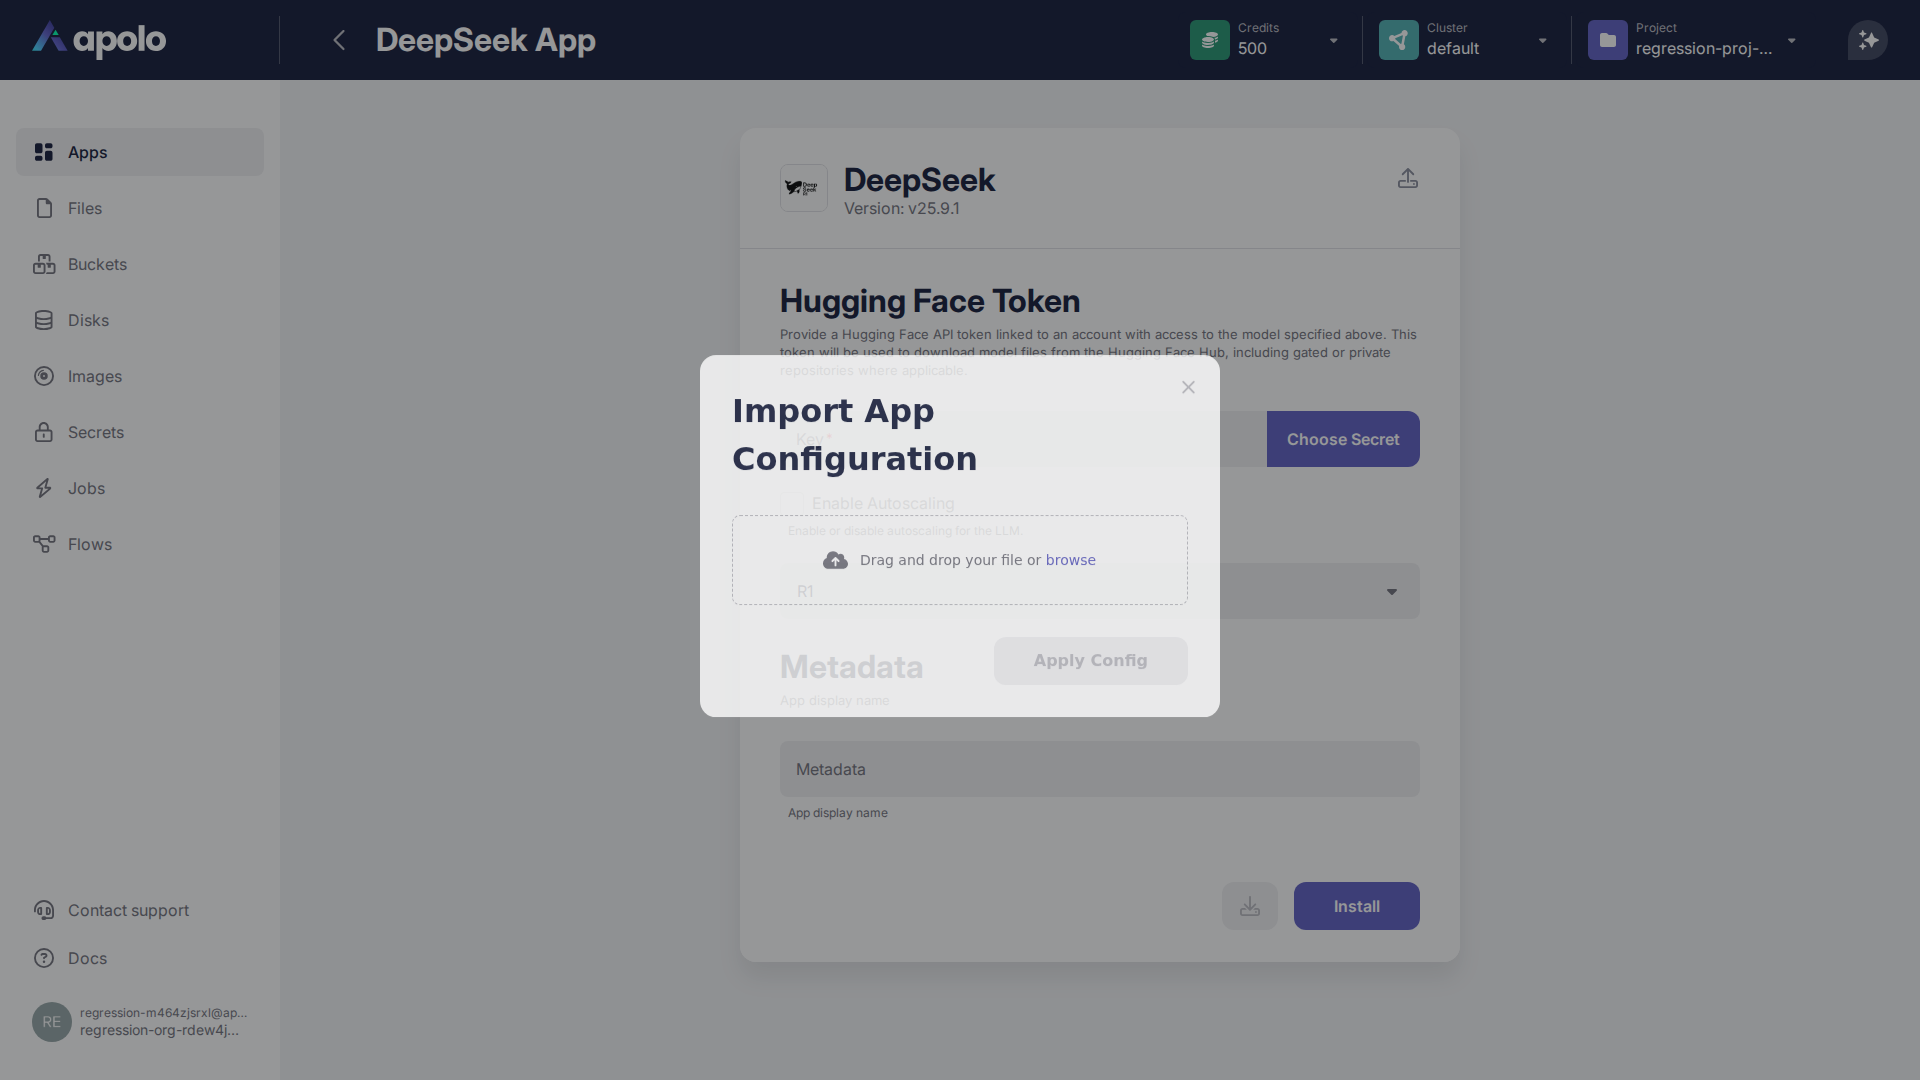 apolo
DeepSeek App
Credits
500
Cluster
default
Project
regression-proj-...
Apps
Files
Buckets
Disks
Images
Secrets
Jobs
Flows
Contact support
Docs
RE
regression-m464zjsrxl@ap...
regression-org-rdew4j...
Deep
Seek
DeepSeek
Version: v25.9.1
Hugging Face Token
Provide a Hugging Face API token linked to an account with access to the model specified above. This
token will be used to download model files from the Hugging Face Hub, including gated or private
repositories where applicable.
Key *
Choose Secret
Enable Autoscaling
Enable or disable autoscaling for the LLM.
R1
Metadata
App display name
Metadata
App display name
Install
Import App
Configuration
Drag and drop your file or browse
Apply Config